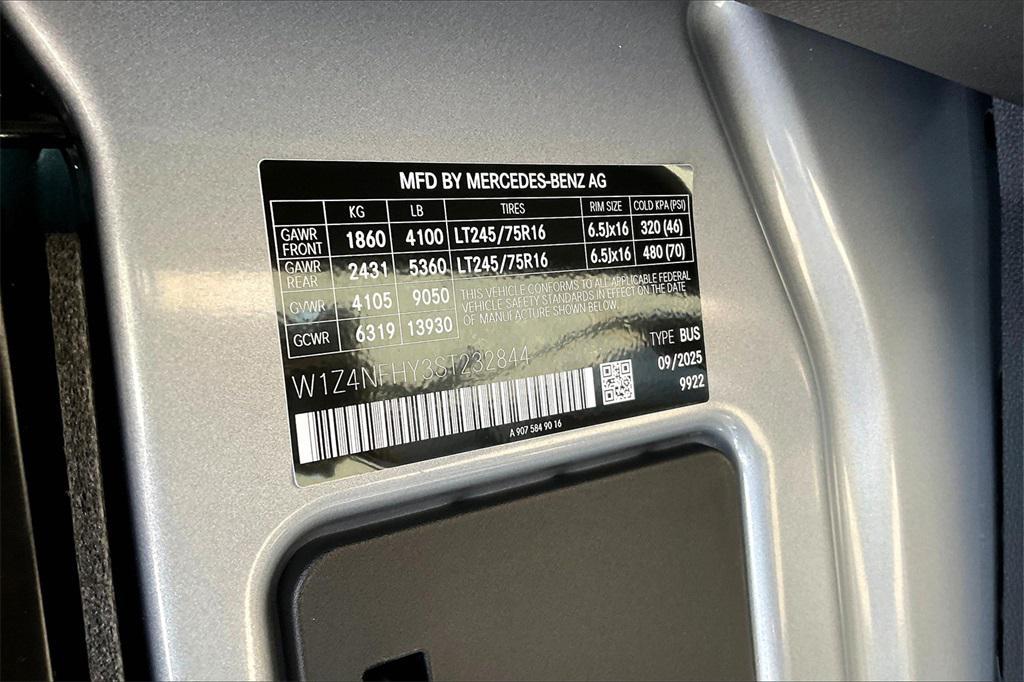 MFD BY MERCEDES-BENZ AG
KG LB TIRES RIM SIZE COLD KPA (PSI)
GAWR FRONT 1860 4100 LT245/75R16 6.5Jx16 320 (46)
GAWR REAR 2431 5360 LT245/75R16 6.5Jx16 480 (70)
GVWR 4105 9050
GCWR 6319 13930
THIS VEHICLE CONFORMS TO ALL APPLICABLE FEDERAL
VEHICLE SAFETY STANDARDS IN EFFECT ON THE DATE
OF MANUFACTURE SHOWN BELOW.
TYPE BUS
W1Z4NFHY3ST232844
09/2025
9922
A 907 584 90 16